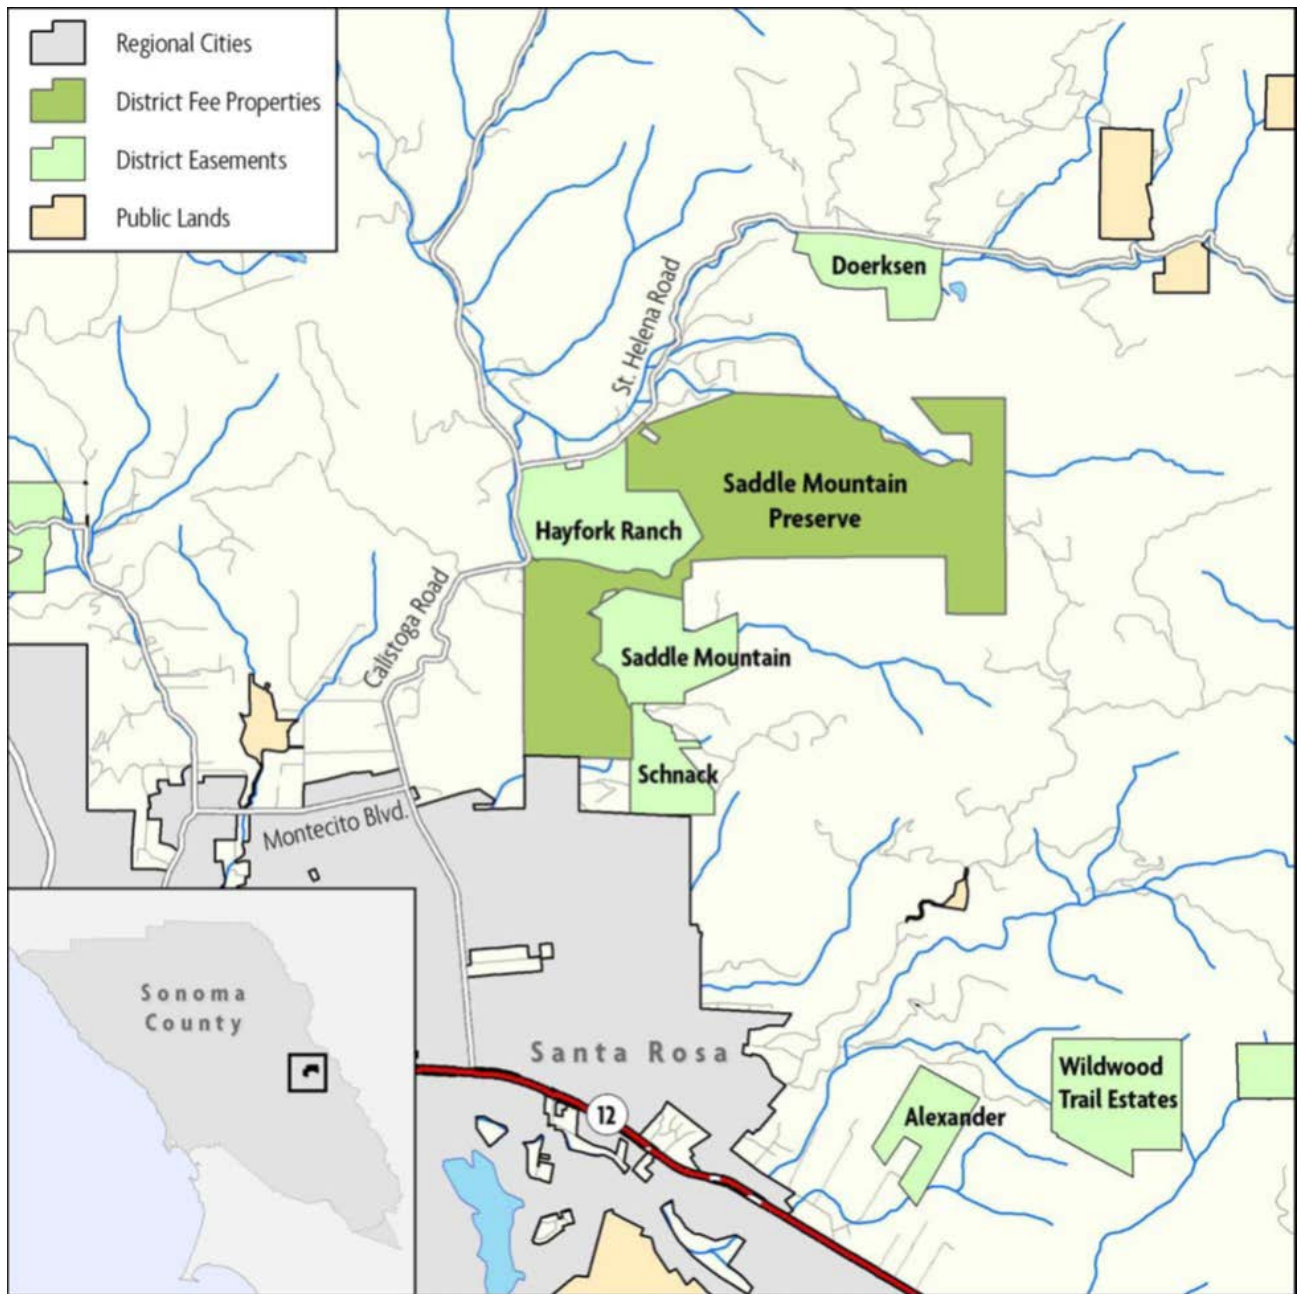 Regional Cities
District Fee Properties
District Easements
Public Lands
Doerksen
St. Helena Road
Saddle Mountain
Preserve
Hayfork Ranch
Calistoga Road
Saddle Mountain
Schnack
Montecito Blvd.
Sonoma
County
Santa Rosa
Wildwood
Trail Estates
12
Alexander